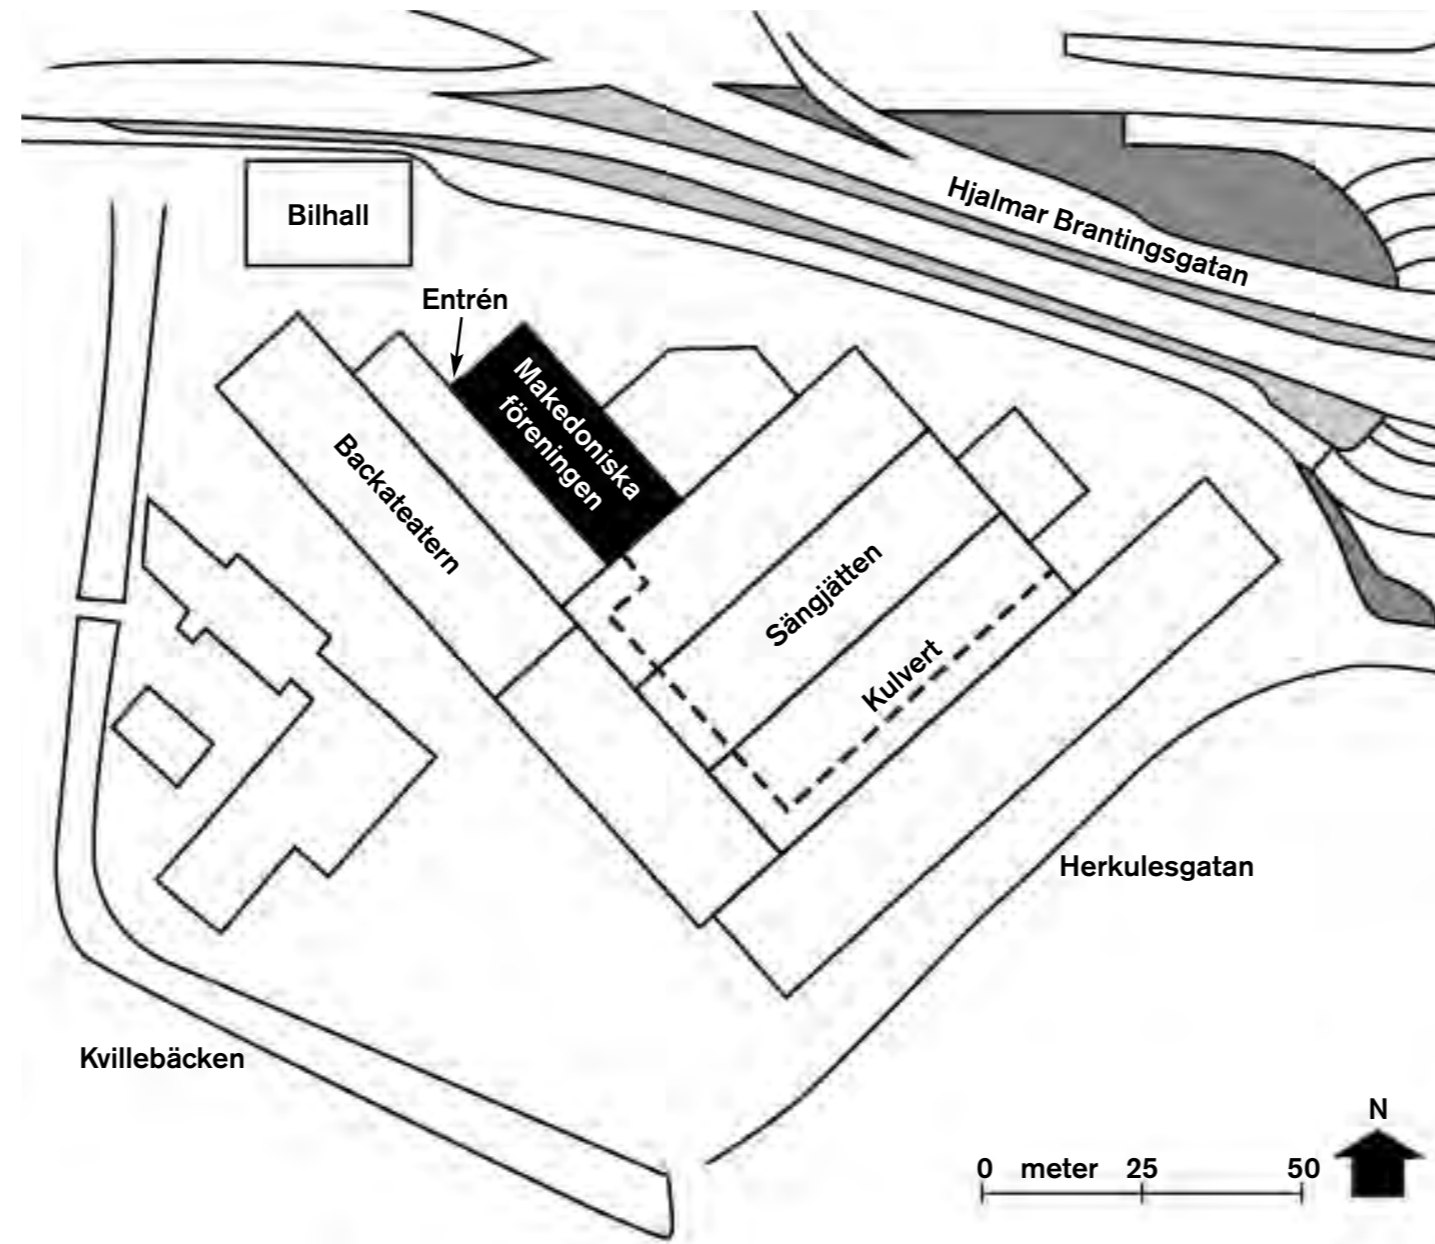 Hjalmar Brantingsgatan
Bilhall
Entrén
Makedoniska
föreningen
Backateatern
Sängjätten
Kulvert
Herkulesgatan
Kvillebäcken
N
0 meter 25 50